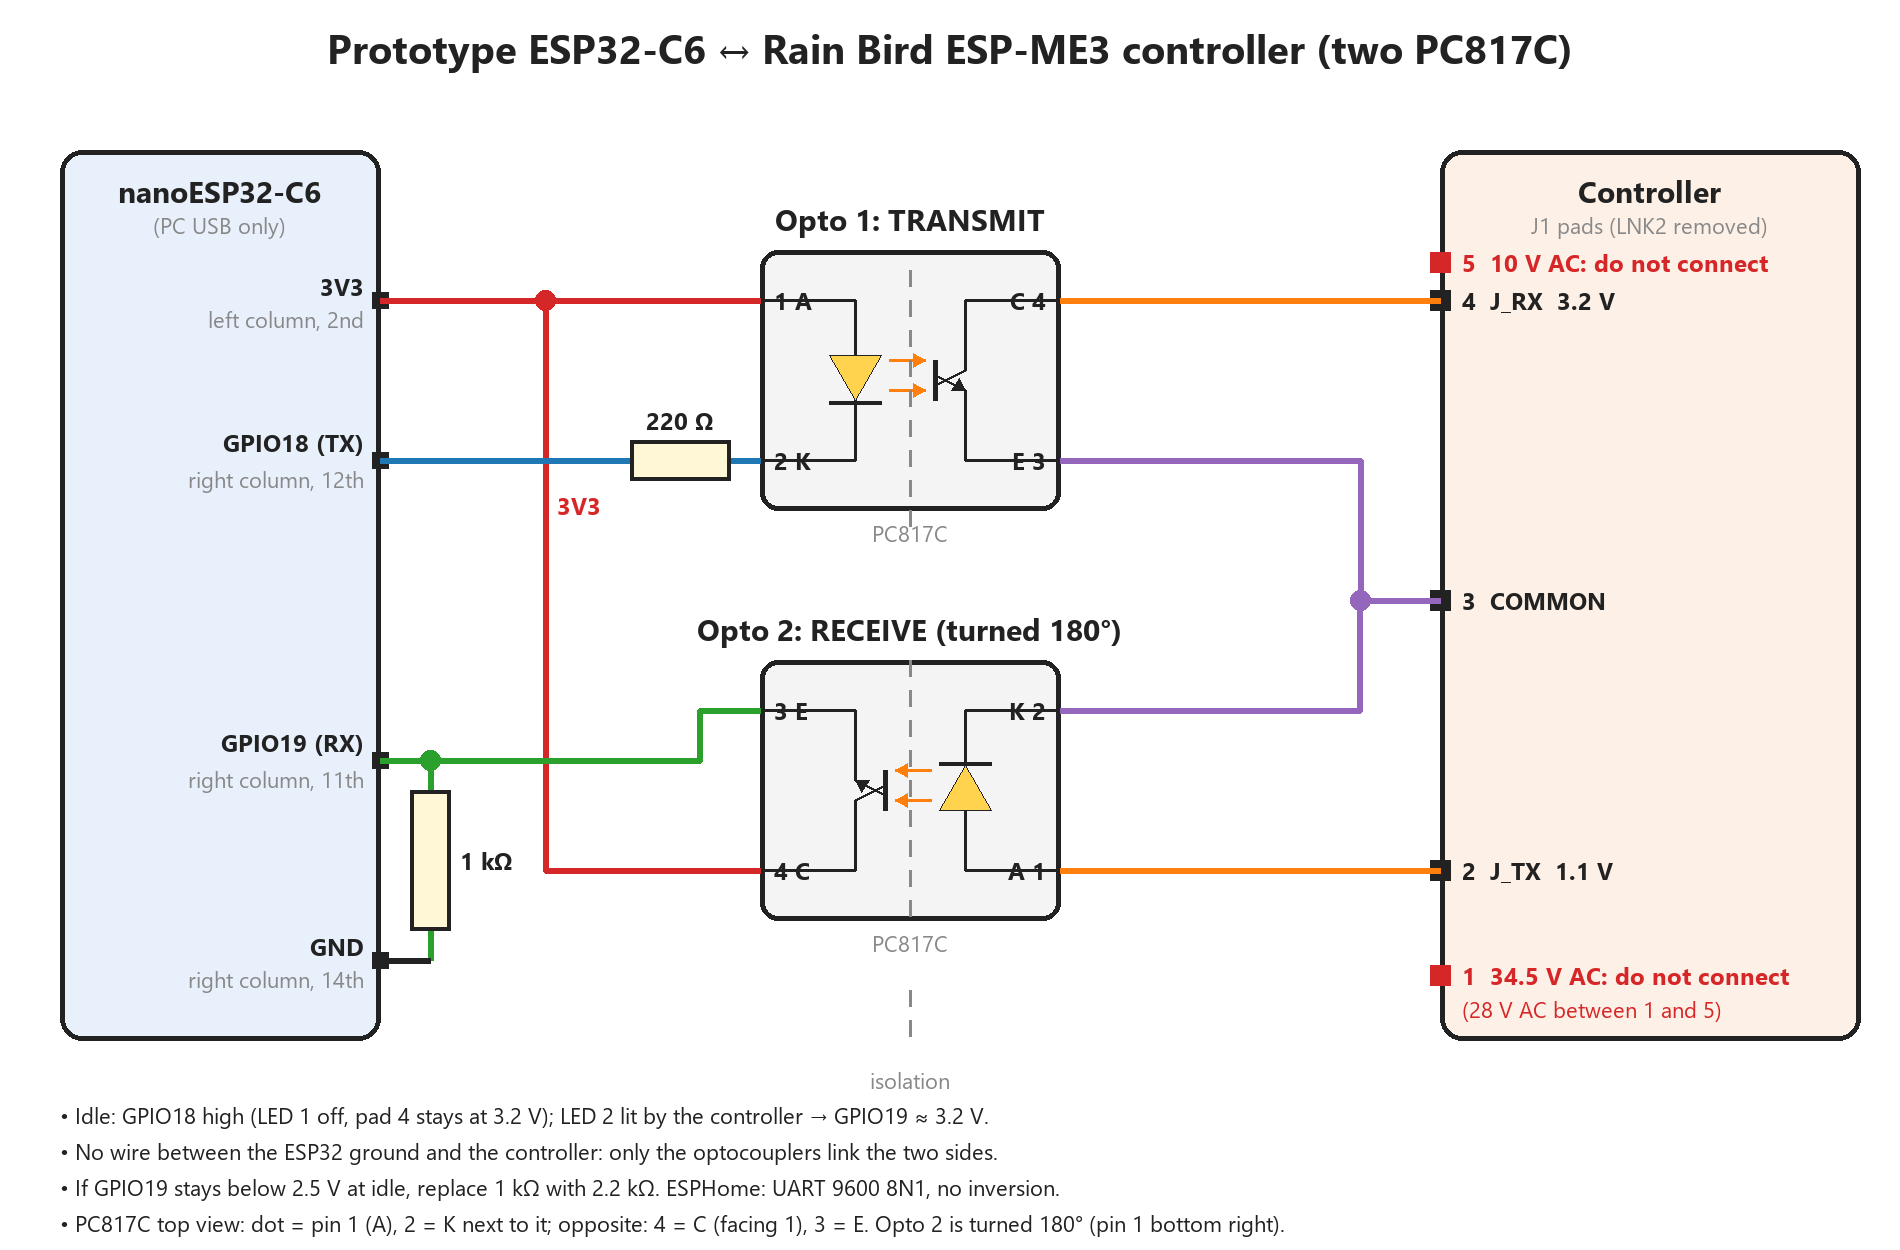 Prototype ESP32-C6 ↔ Rain Bird ESP-ME3 controller (two PC817C)
nanoESP32-C6
(PC USB only)
3V3
left column, 2nd
GPIO18 (TX)
right column, 12th
GPIO19 (RX)
right column, 11th
GND
right column, 14th
3V3
220 Ω
1 kΩ
Opto 1: TRANSMIT
1 A
C 4
2 K
E 3
PC817C
Opto 2: RECEIVE (turned 180°)
3 E
K 2
4 C
A 1
PC817C
isolation
Controller
J1 pads (LNK2 removed)
5 10 V AC: do not connect
4 J_RX 3.2 V
3 COMMON
2 J_TX 1.1 V
1 34.5 V AC: do not connect
(28 V AC between 1 and 5)
• Idle: GPIO18 high (LED 1 off, pad 4 stays at 3.2 V); LED 2 lit by the controller → GPIO19 ≈ 3.2 V.
• No wire between the ESP32 ground and the controller: only the optocouplers link the two sides.
• If GPIO19 stays below 2.5 V at idle, replace 1 kΩ with 2.2 kΩ. ESPHome: UART 9600 8N1, no inversion.
• PC817C top view: dot = pin 1 (A), 2 = K next to it; opposite: 4 = C (facing 1), 3 = E. Opto 2 is turned 180° (pin 1 bottom right).